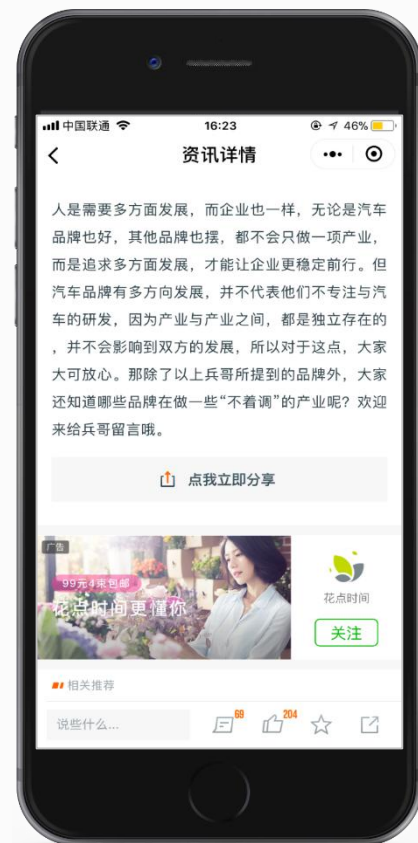 中国联通 16:23 46%
资讯详情
人是需要多方面发展，而企业也一样，无论是汽车
品牌也好，其他品牌也摆，都不会只做一项产业，
而是追求多方面发展，才能让企业更稳定前行。但
汽车品牌有多方向发展，并不代表他们不专注与汽
车的研发，因为产业与产业之间，都是独立存在的
，并不会影响到双方的发展，所以对于这点，大家
大可放心。那除了以上兵哥所提到的品牌外，大家
还知道哪些品牌在做一些“不着调”的产业呢？欢迎
来给兵哥留言哦。
点我立即分享
广告
99元4束包邮
花点时间更懂你
花点时间
关注
相关推荐
说些什么... 69 204